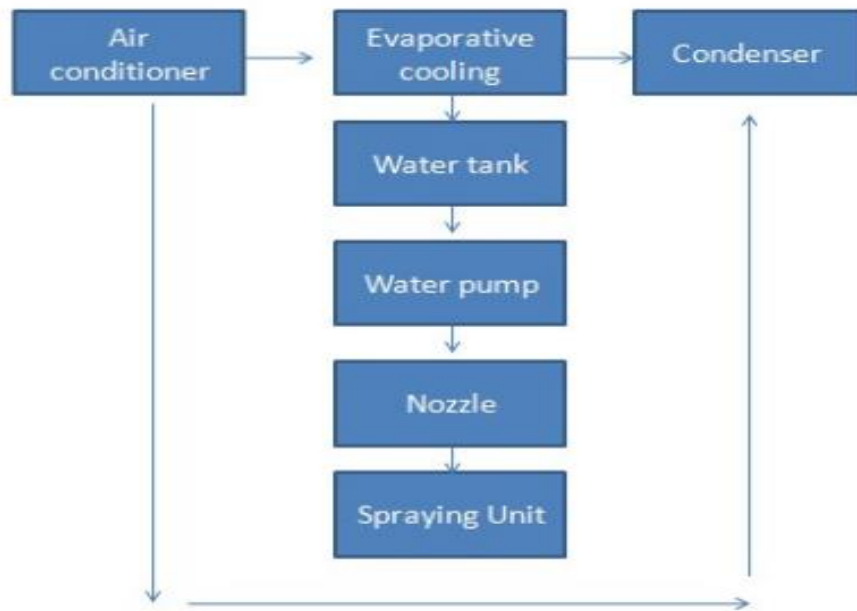 Air
conditioner
Evaporative
cooling
Condenser
Water tank
Water pump
Nozzle
Spraying Unit